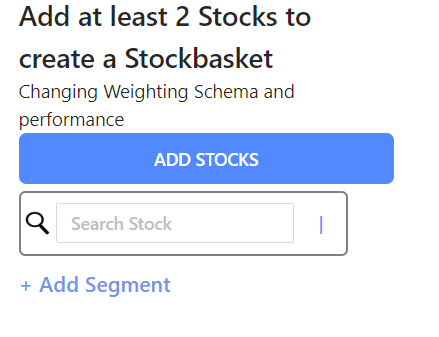 Add at least 2 Stocks to
create a Stockbasket
Changing Weighting Schema and
performance
ADD STOCKS
Search Stock |
+ Add Segment